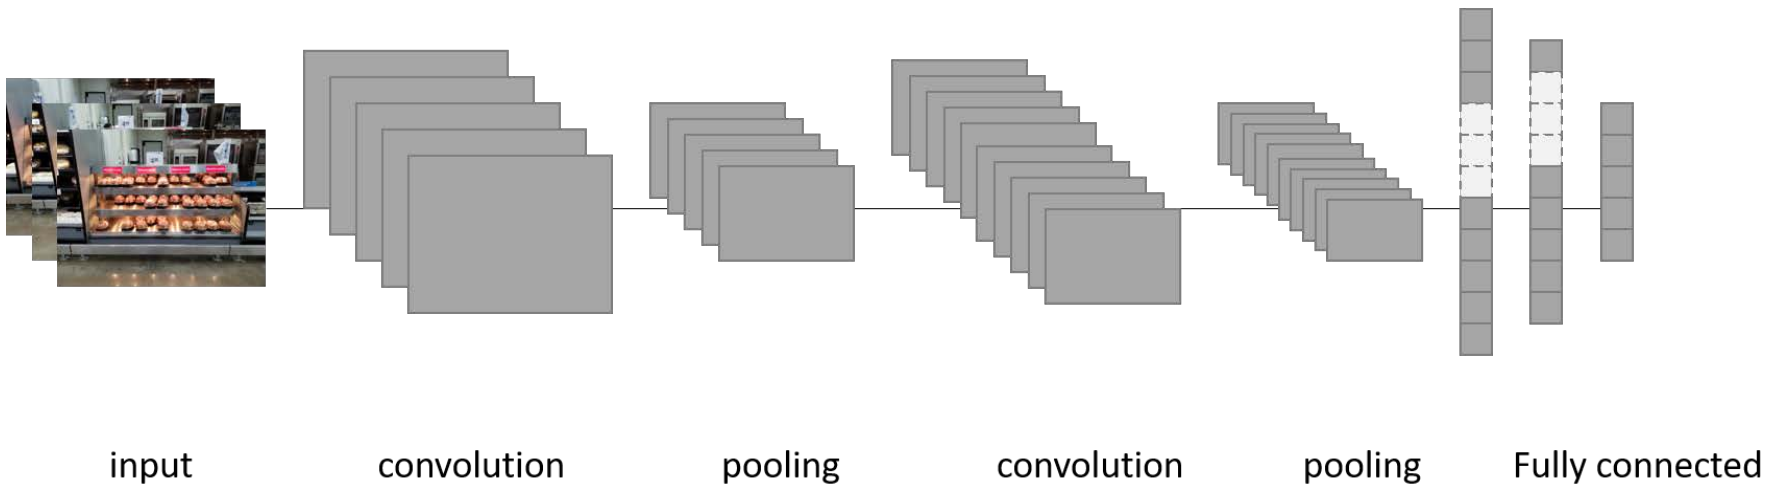 input
convolution
pooling
convolution
pooling
Fully connected